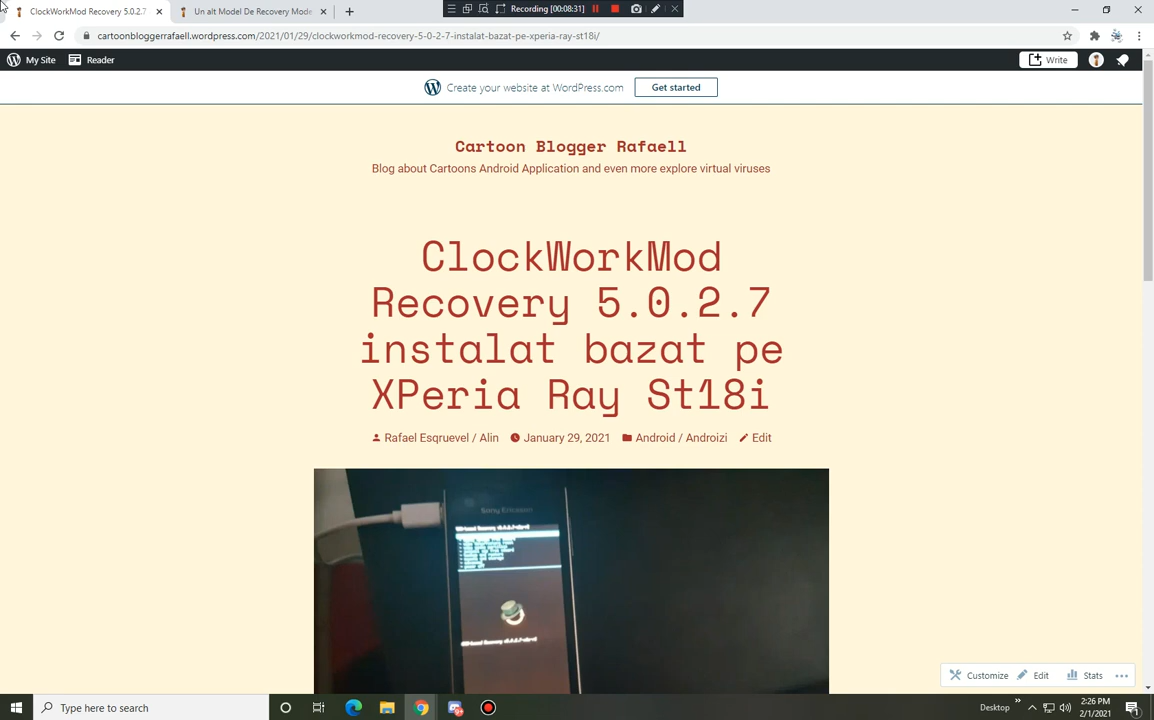 ClockWorkMod Recovery 5.0.2.7
Un alt Model De Recovery Mode
Recording [00:08:31]
cartoonbloggerrafaell.wordpress.com/2021/01/29/clockworkmod-recovery-5-0-2-7-instalat-bazat-pe-xperia-ray-st18i/
My Site
Reader
Write
Create your website at WordPress.com
Get started
Cartoon Blogger Rafaell
Blog about Cartoons Android Application and even more explore virtual viruses
ClockWorkMod
Recovery 5.0.2.7
instalat bazat pe
XPeria Ray St18i
Rafael Esqruevel / Alin
January 29, 2021
Android / Androizi
Edit
Sony Ericsson
Customize
Edit
Stats
Type here to search
Desktop
2:26 PM
2/1/2021